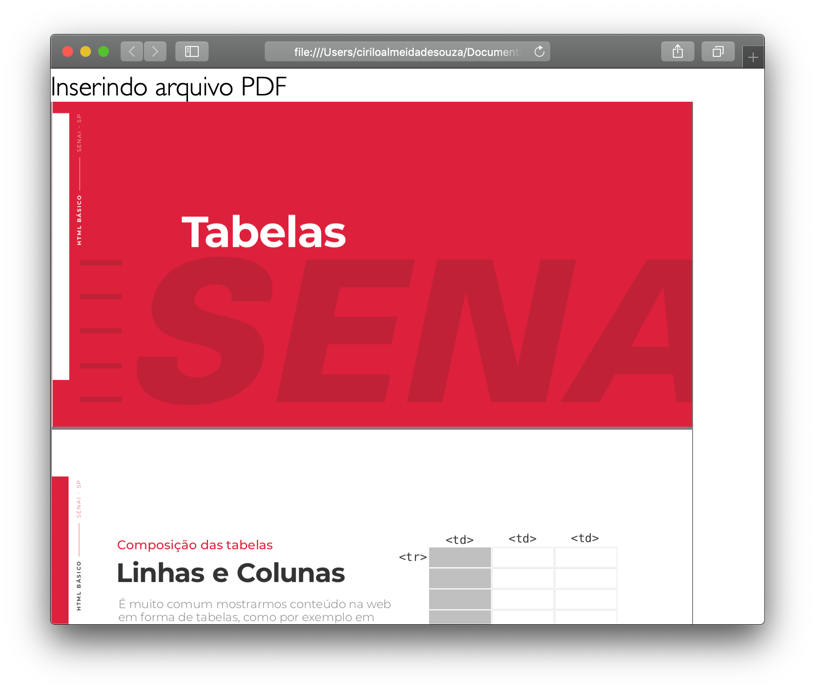 file:///Users/ciriloalmeidadesouza/Document
Inserindo arquivo PDF
HTML BÁSICO SENAI - SP
Tabelas
SENA
HTML BÁSICO SENAI - SP
Composição das tabelas
Linhas e Colunas
É muito comum mostrarmos conteúdo na web
em forma de tabelas, como por exemplo em
<td> <td> <td>
<tr>